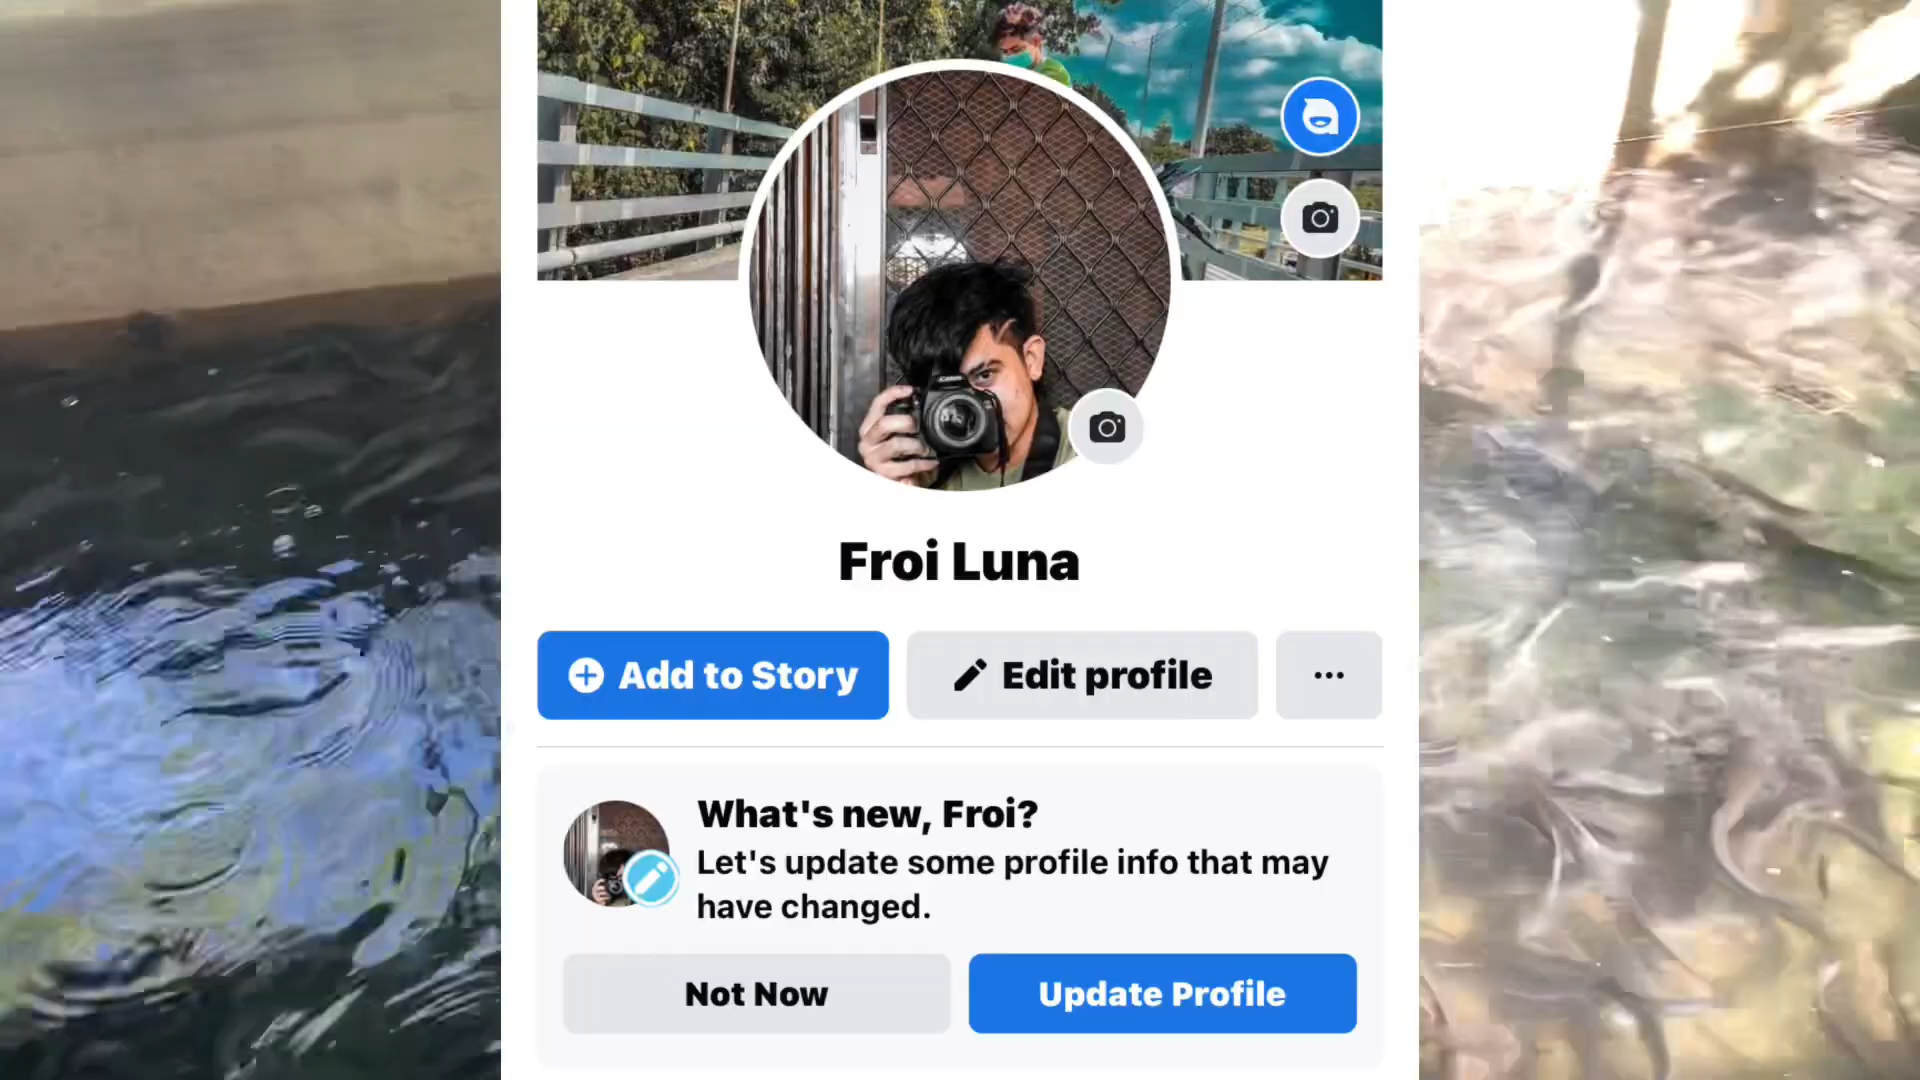 Canon
Froi Luna
Add to Story
Edit profile
What's new, Froi?
Let's update some profile info that may
have changed.
Not Now
Update Profile